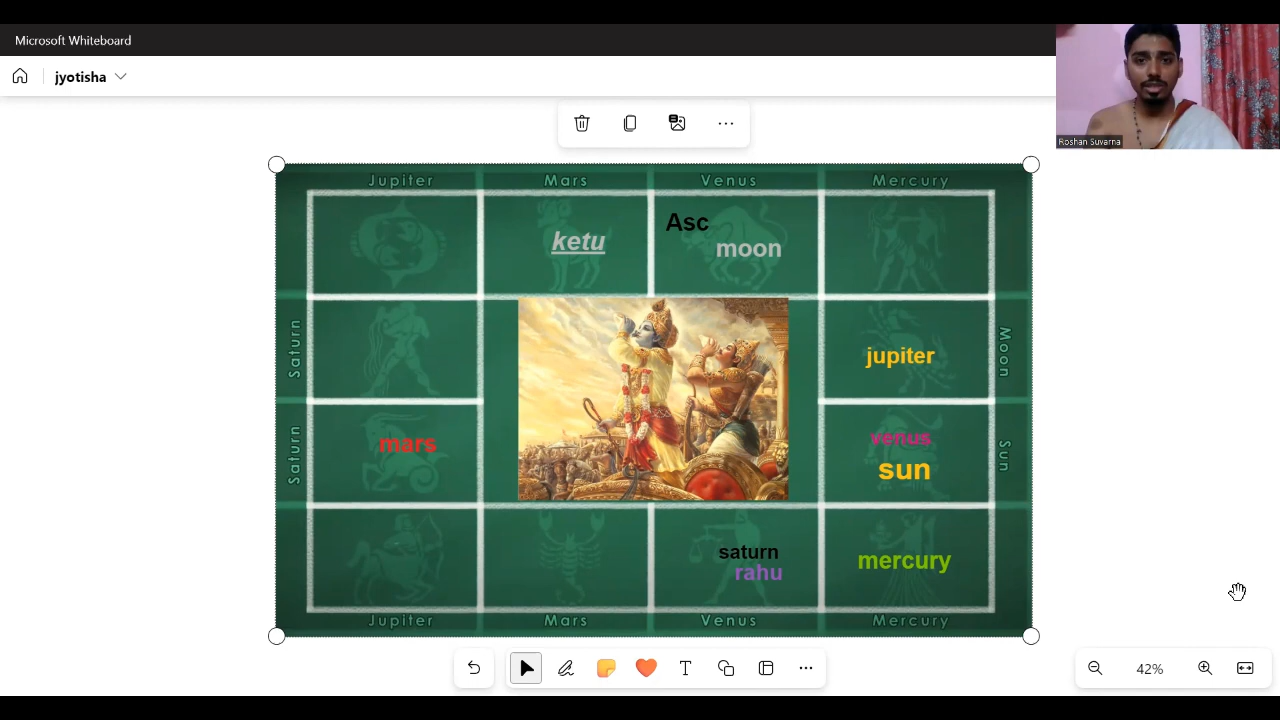 Microsoft Whiteboard
jyotisha
Roshan Suvarna
Jupiter Mars Venus Mercury
ketu
Asc
moon
Saturn
jupiter
Moon
Saturn
mars
venus
sun
Sun
saturn
rahu
mercury
Jupiter Mars Venus Mercury
T
42%